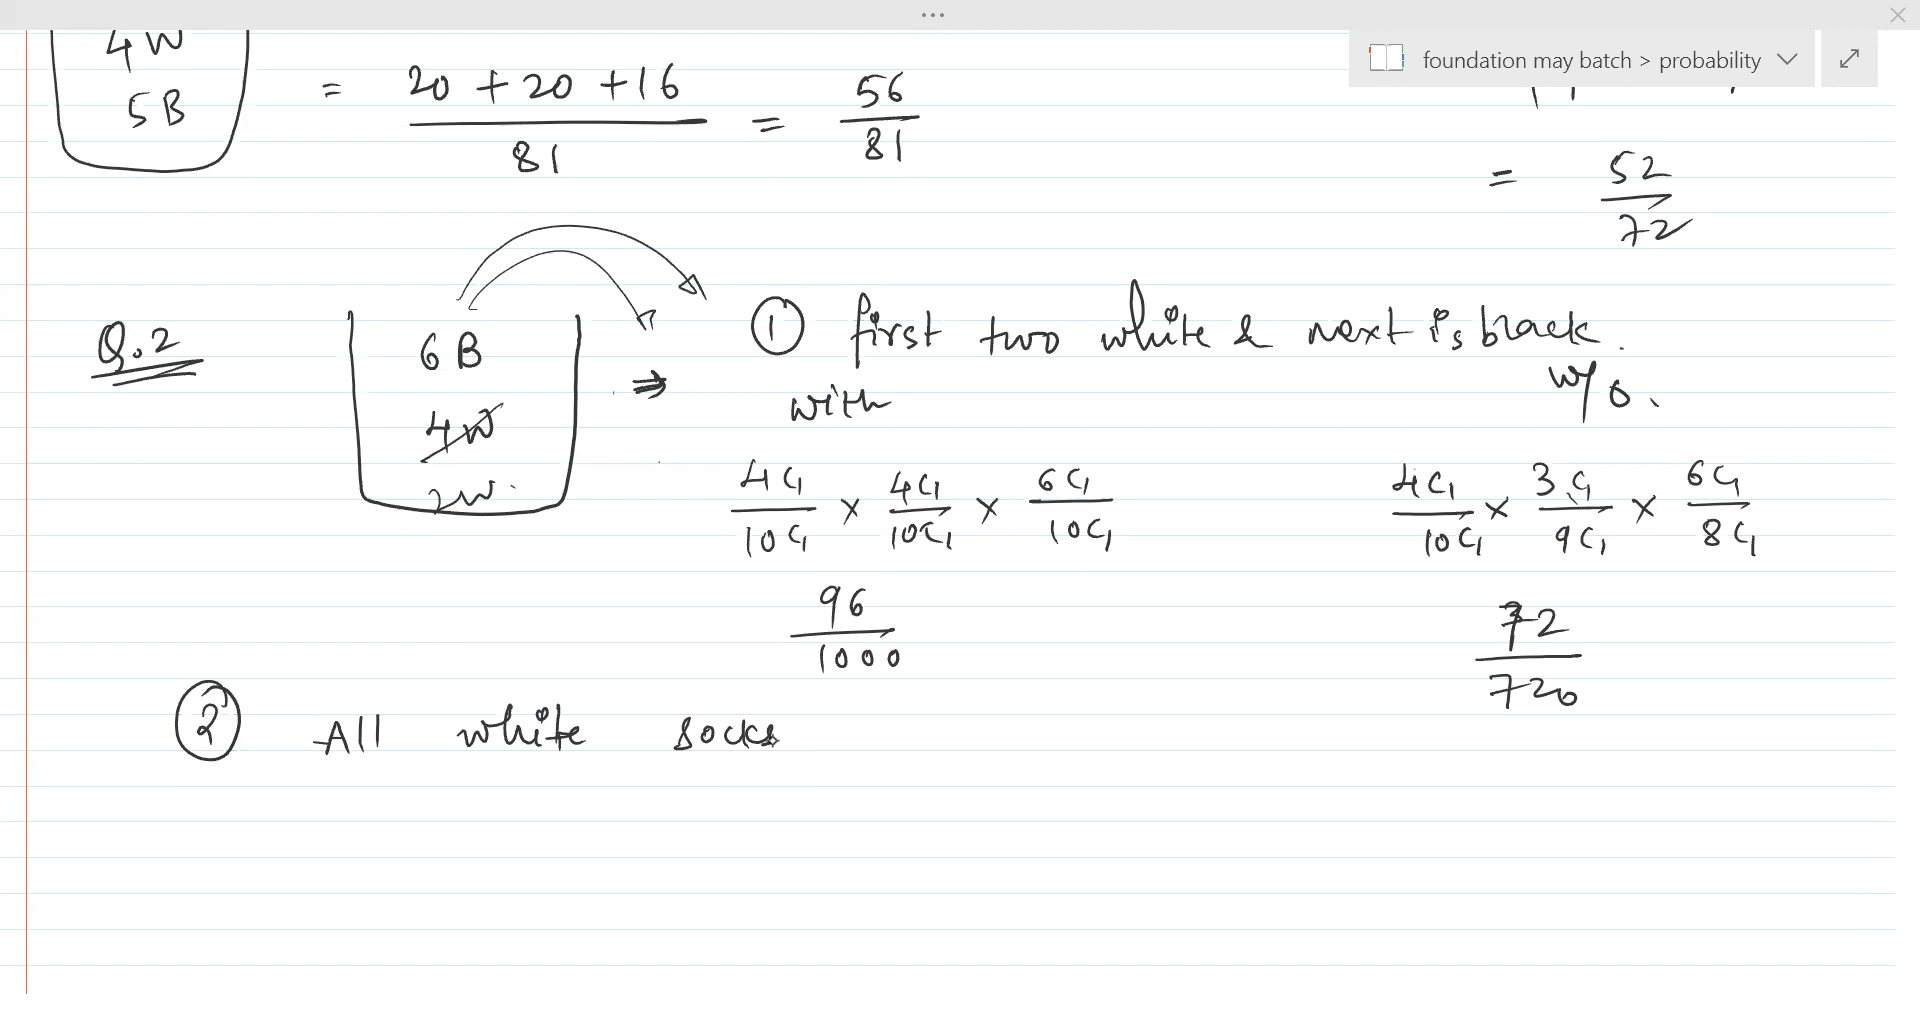 foundation may batch > probability
4W
5B
= 20 + 20 + 16 / 81 = 56 / 81
= 52 / 72
Q.2
6B
4W
2W.
⇒ ① first two white & next is black.
with
w/o.
4C1/10C1 × 4C1/10C1 × 6C1/10C1
4C1/10C1 × 3C1/9C1 × 6C1/8C1
96/1000
72/720
② All white socks